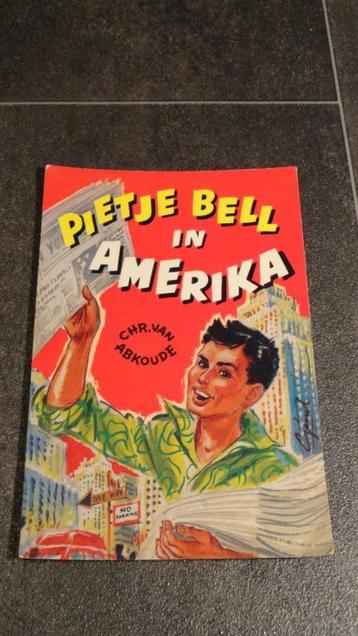 PIETJE BELL
IN
AMERIKA
CHR. VAN
ABKOUDE
ONE WAY
NO
PARKING